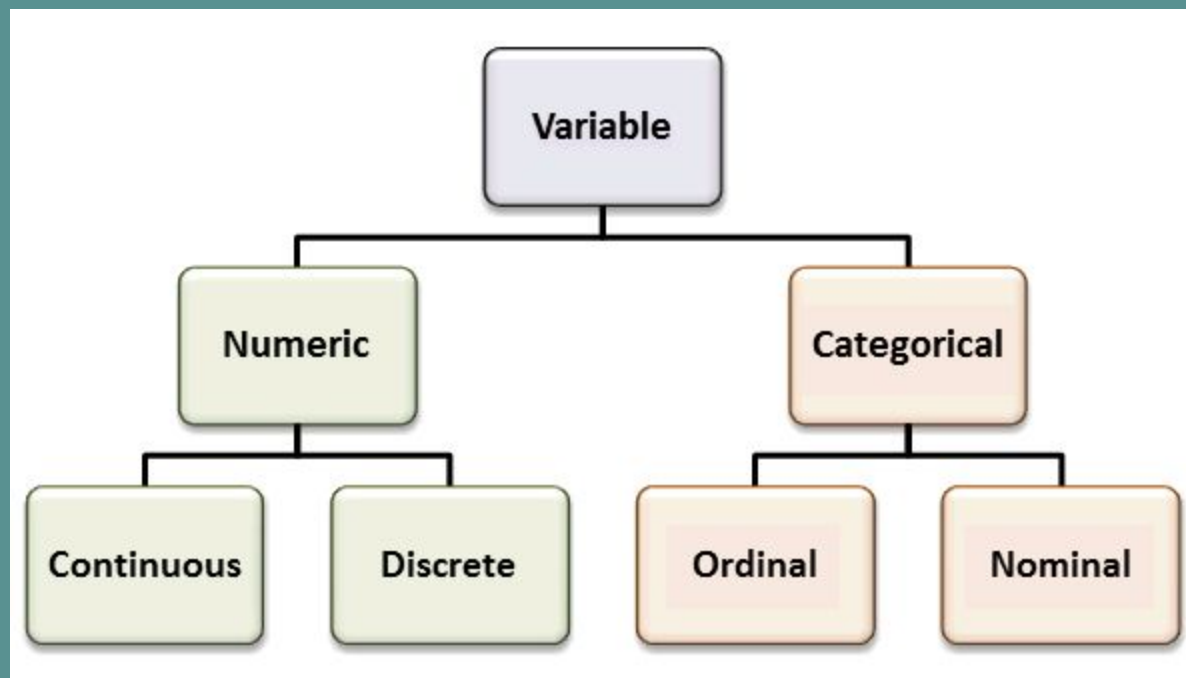 Variable
Numeric
Categorical
Continuous
Discrete
Ordinal
Nominal